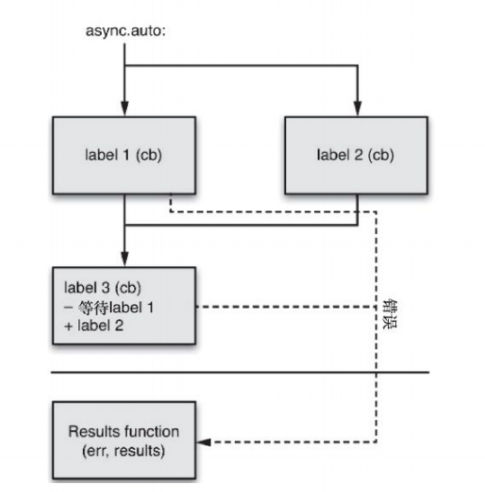 async.auto:
label 1 (cb)
label 2 (cb)
label 3 (cb)
– 等待label 1
+ label 2
错误
Results function
(err, results)